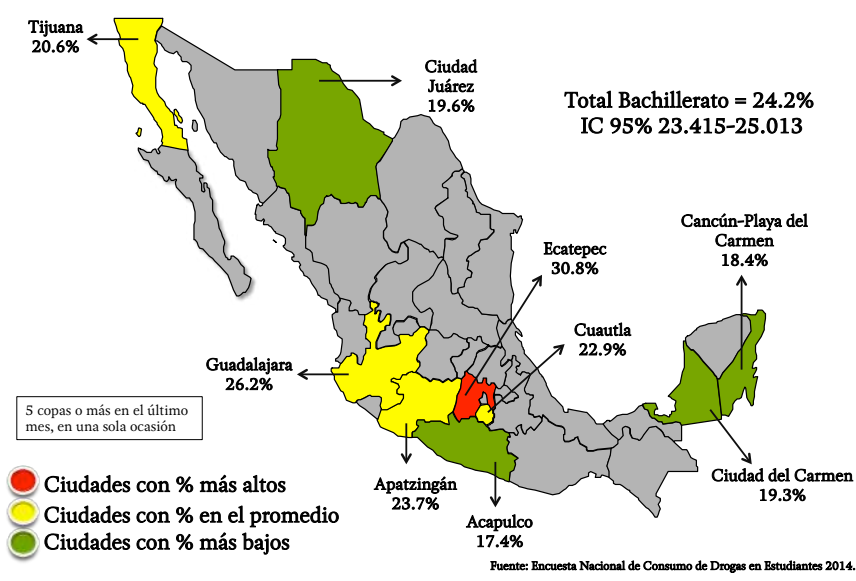 Tijuana
20.6%
Ciudad
Juárez
19.6%
Total Bachillerato = 24.2%
IC 95% 23.415-25.013
Cancún-Playa del
Carmen
18.4%
Ecatepec
30.8%
Cuautla
22.9%
Guadalajara
26.2%
5 copas o más en el último
mes, en una sola ocasión
Ciudades con % más altos
Ciudades con % en el promedio
Ciudades con % más bajos
Apatzingán
23.7%
Acapulco
17.4%
Ciudad del Carmen
19.3%
Fuente: Encuesta Nacional de Consumo de Drogas en Estudiantes 2014.